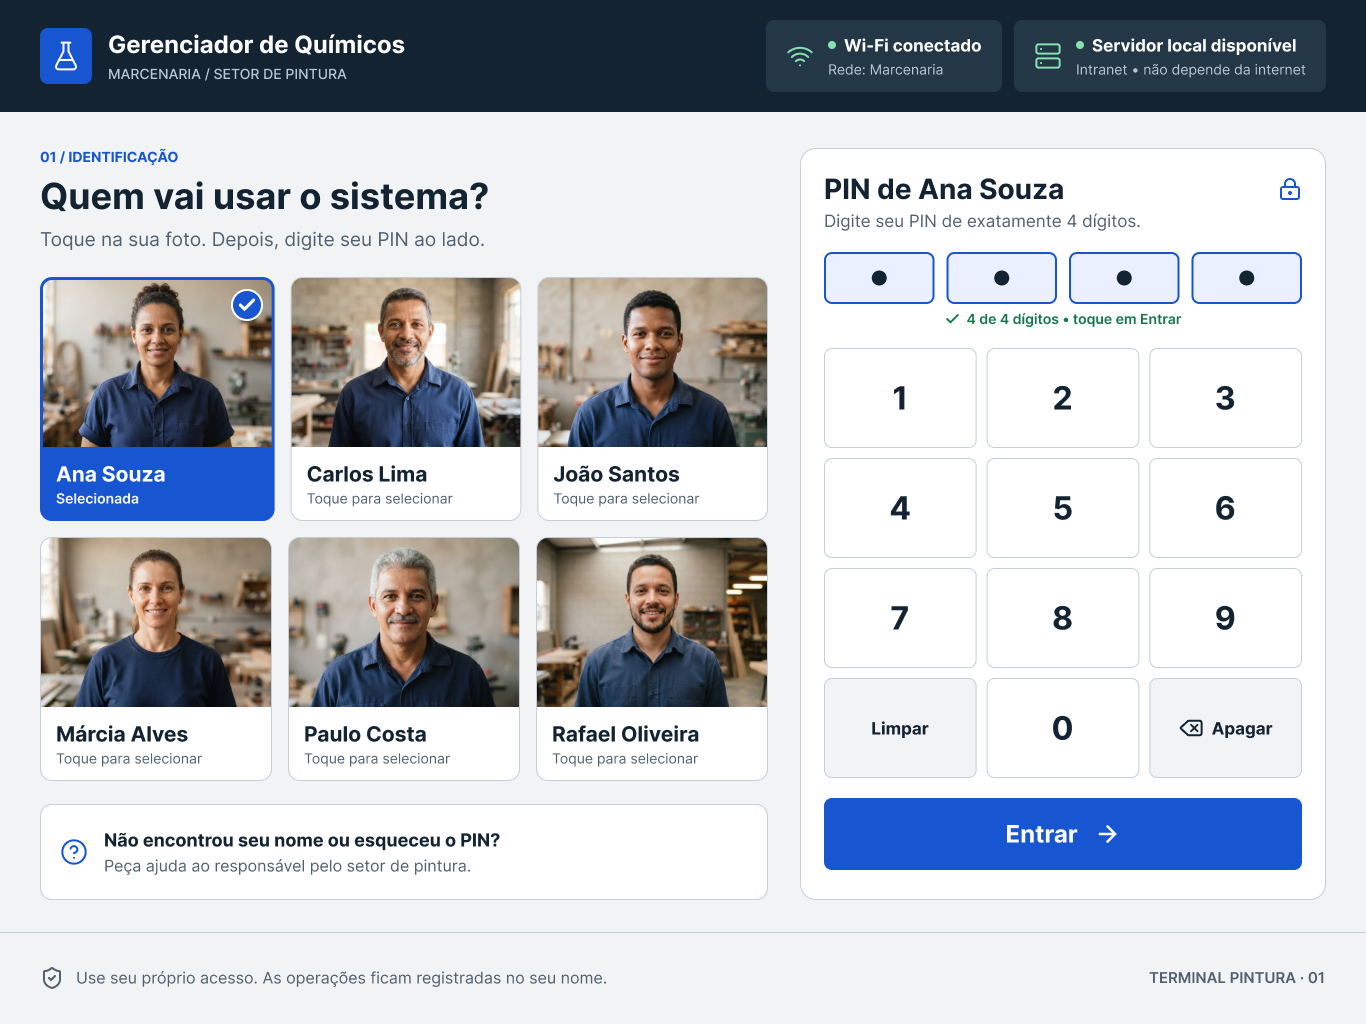 Gerenciador de Químicos
MARCENARIA / SETOR DE PINTURA
Wi-Fi conectado
Rede: Marcenaria
Servidor local disponível
Intranet • não depende da internet
01 / IDENTIFICAÇÃO
Quem vai usar o sistema?
Toque na sua foto. Depois, digite seu PIN ao lado.
Ana Souza
Selecionada
Carlos Lima
Toque para selecionar
João Santos
Toque para selecionar
Márcia Alves
Toque para selecionar
Paulo Costa
Toque para selecionar
Rafael Oliveira
Toque para selecionar
Não encontrou seu nome ou esqueceu o PIN?
Peça ajuda ao responsável pelo setor de pintura.
PIN de Ana Souza
Digite seu PIN de exatamente 4 dígitos.
4 de 4 dígitos • toque em Entrar
1 2 3
4 5 6
7 8 9
Limpar 0 Apagar
Entrar
Use seu próprio acesso. As operações ficam registradas no seu nome.
TERMINAL PINTURA · 01